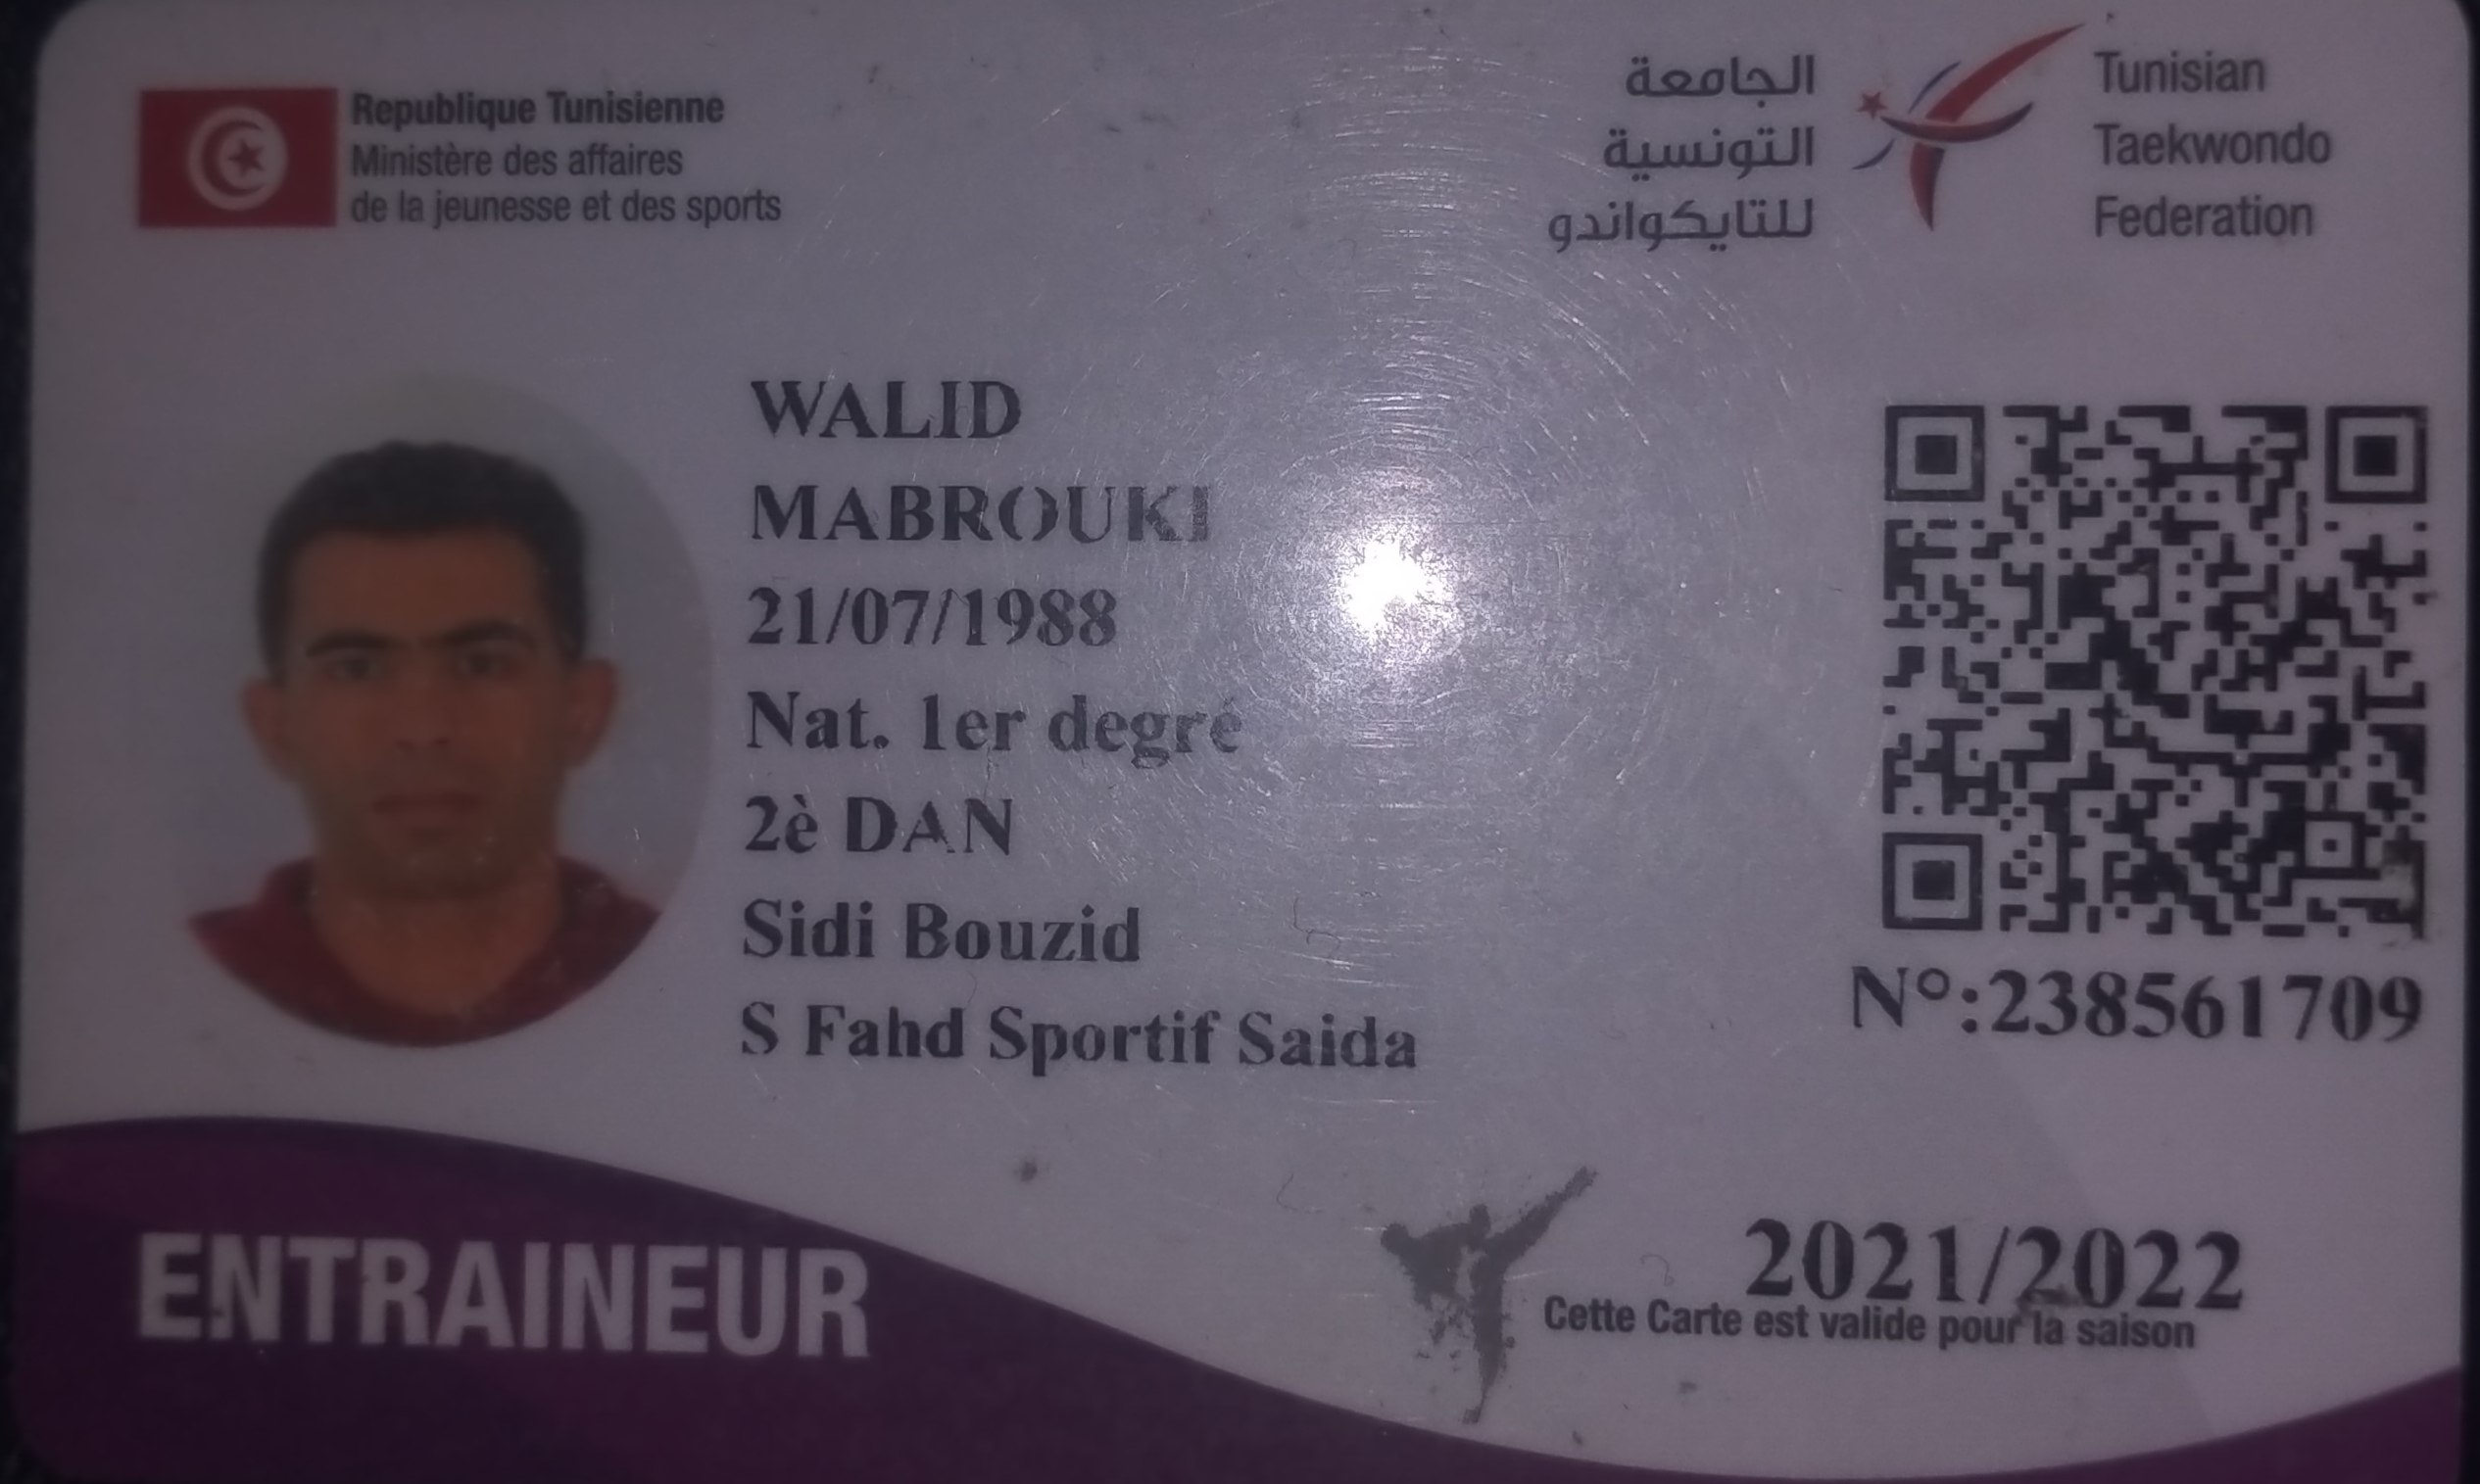 Republique Tunisienne
Ministère des affaires
de la jeunesse et des sports
الجامعة
التونسية
للتايكواندو
Tunisian
Taekwondo
Federation
WALID
MABROUKI
21/07/1988
Nat. 1er degré
2è DAN
Sidi Bouzid
S Fahd Sportif Saida
N°:238561709
ENTRAINEUR
2021/2022
Cette Carte est valide pour la saison